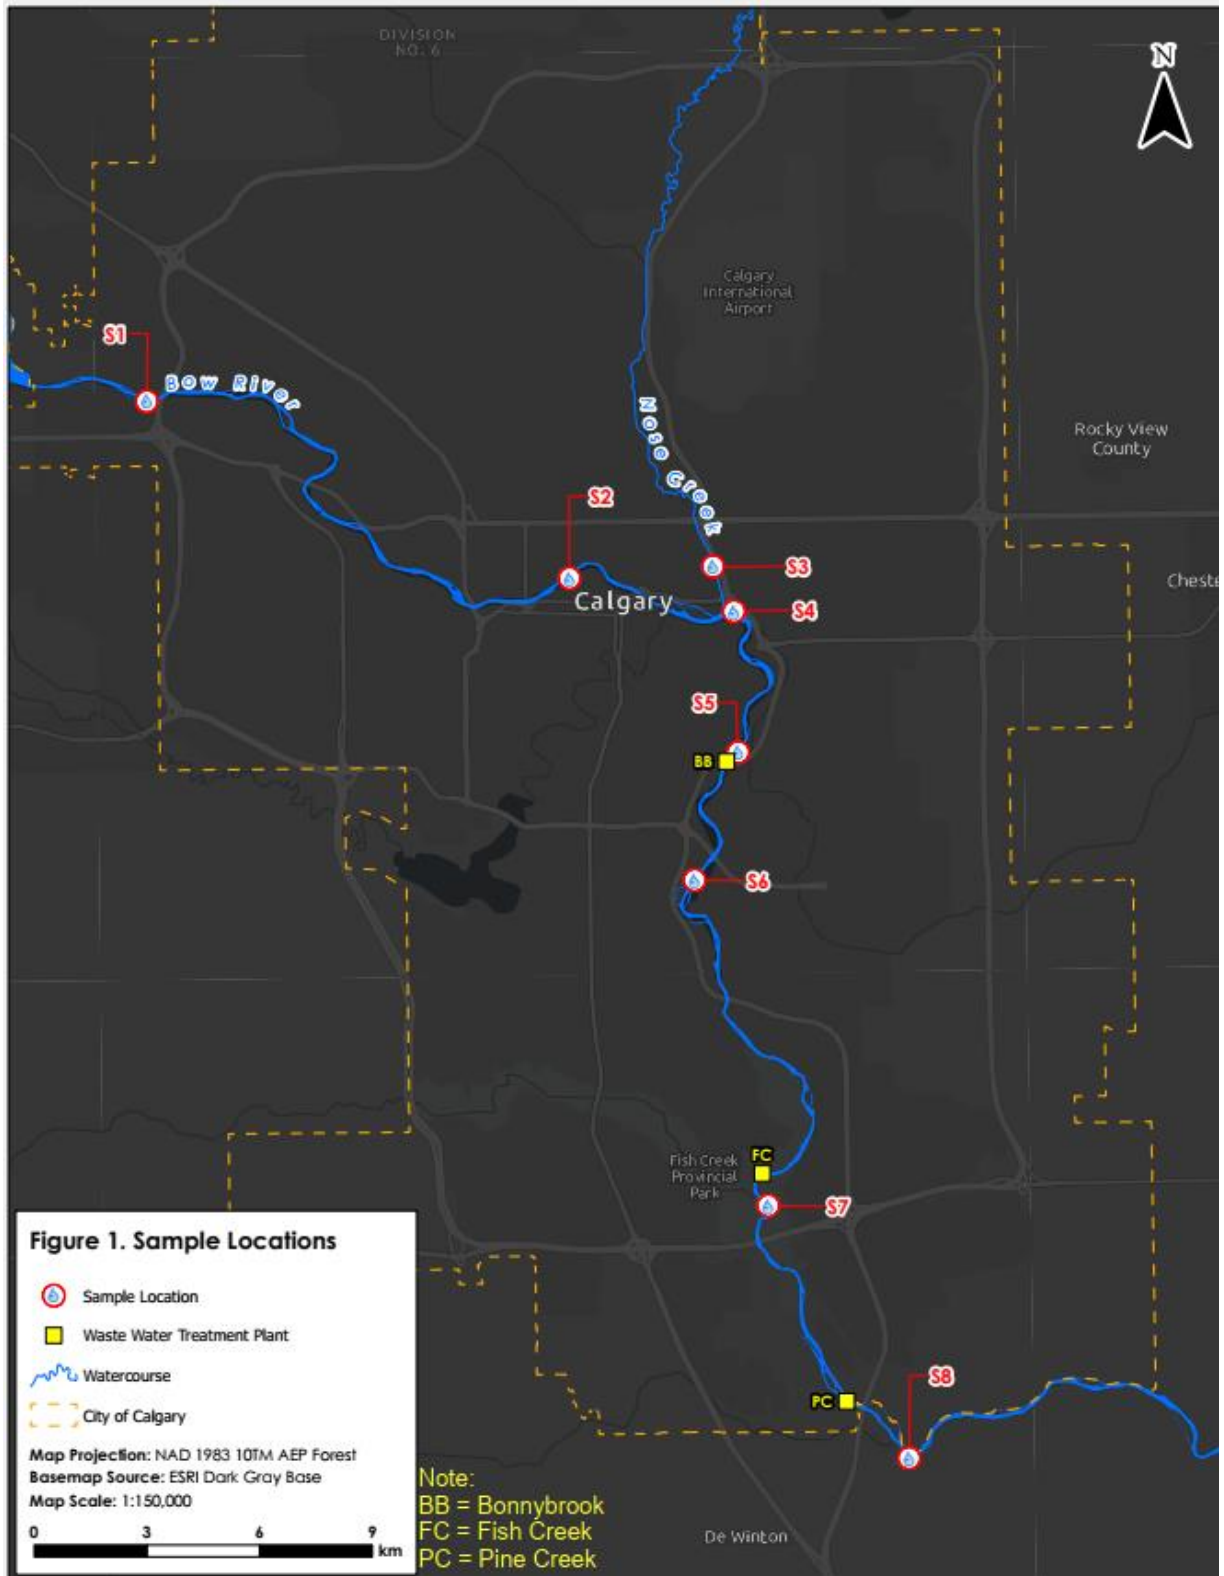 DIVISION
NO. 6
N
Calgary
International
Airport
S1
Bow River
Nose Creek
Rocky View
County
S2
S3
Cheste
Calgary
S4
S5
BB
S6
FC
Fish Creek
Provincial
Park
S7
S8
PC
De Winton
Figure 1. Sample Locations
Sample Location
Waste Water Treatment Plant
Watercourse
City of Calgary
Map Projection: NAD 1983 10TM AEP Forest
Basemap Source: ESRI Dark Gray Base
Map Scale: 1:150,000
0 3 6 9
km
Note:
BB = Bonnybrook
FC = Fish Creek
PC = Pine Creek